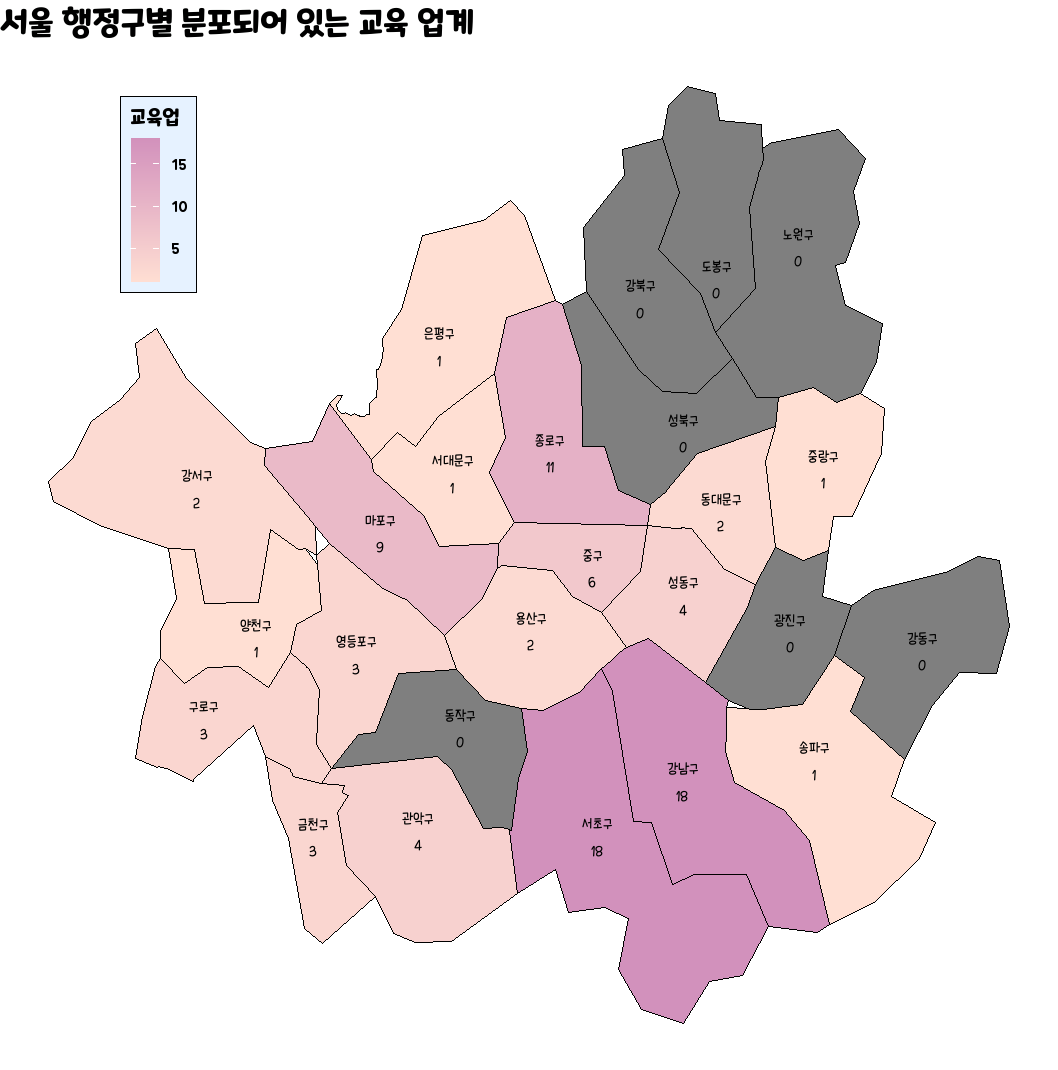 서울 행정구별 분포되어 있는 교육 업계
교육업
15
10
5
노원구
0
도봉구
0
강북구
0
은평구
1
성북구
0
종로구
11
서대문구
1
중랑구
1
강서구
2
동대문구
2
마포구
9
중구
6
성동구
4
용산구
2
광진구
0
양천구
1
강동구
0
영등포구
3
구로구
3
동작구
0
송파구
1
강남구
18
관악구
4
금천구
3
서초구
18